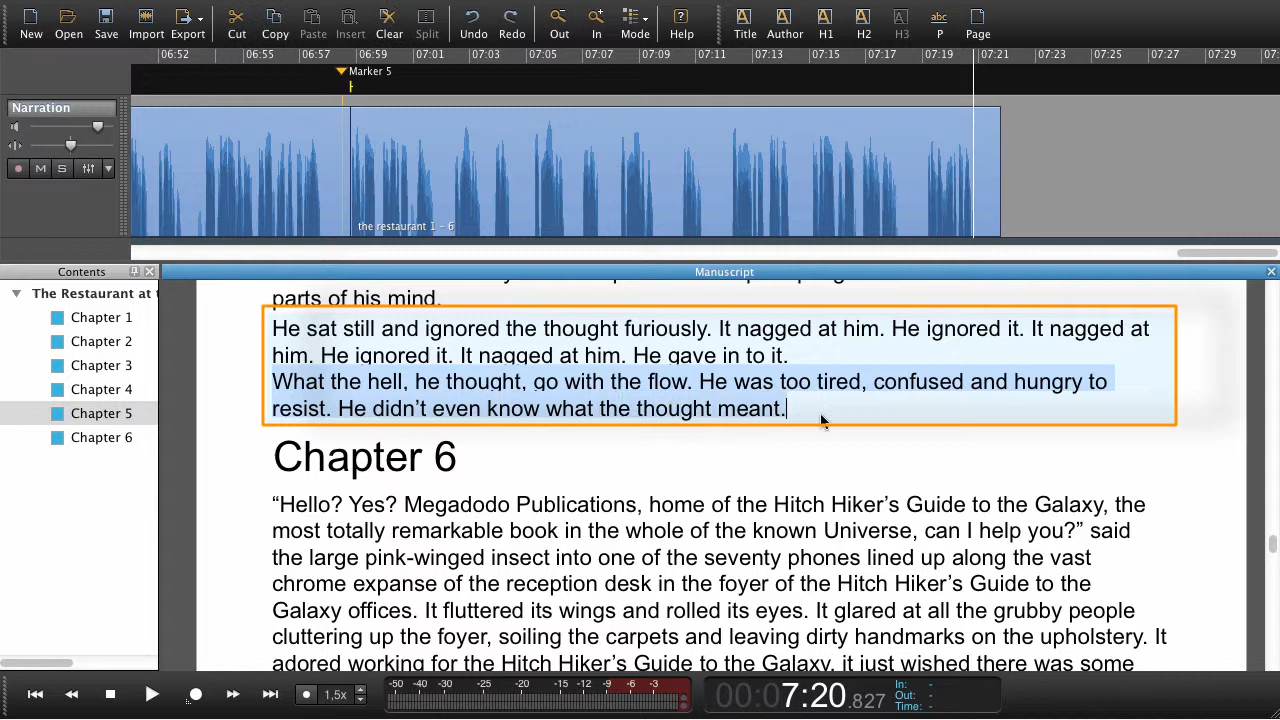 New Open Save Import Export Cut Copy Paste Insert Clear Split Undo Redo Out In Mode Help Title Author H1 H2 H3 P Page
06:52 06:55 06:57 06:59 07:01 07:03 07:05 07:07 07:09 07:11 07:13 07:15 07:17 07:19 07:21 07:23 07:25 07:27 07:29
Marker 5
Narration
M S
the restaurant 1 - 6
Contents
Manuscript
The Restaurant at t
Chapter 1
Chapter 2
Chapter 3
Chapter 4
Chapter 5
Chapter 6
parts of his mind.
He sat still and ignored the thought furiously. It nagged at him. He ignored it. It nagged at
him. He ignored it. It nagged at him. He gave in to it.
What the hell, he thought, go with the flow. He was too tired, confused and hungry to
resist. He didn’t even know what the thought meant.
Chapter 6
“Hello? Yes? Megadodo Publications, home of the Hitch Hiker’s Guide to the Galaxy, the
most totally remarkable book in the whole of the known Universe, can I help you?” said
the large pink-winged insect into one of the seventy phones lined up along the vast
chrome expanse of the reception desk in the foyer of the Hitch Hiker’s Guide to the
Galaxy offices. It fluttered its wings and rolled its eyes. It glared at all the grubby people
cluttering up the foyer, soiling the carpets and leaving dirty handmarks on the upholstery. It
adored working for the Hitch Hiker’s Guide to the Galaxy, it just wished there was some
1,5x
-50 -40 -30 -25 -20 -15 -12 -9 -6 -3
00:07:20.827
In: -
Out: -
Time: -